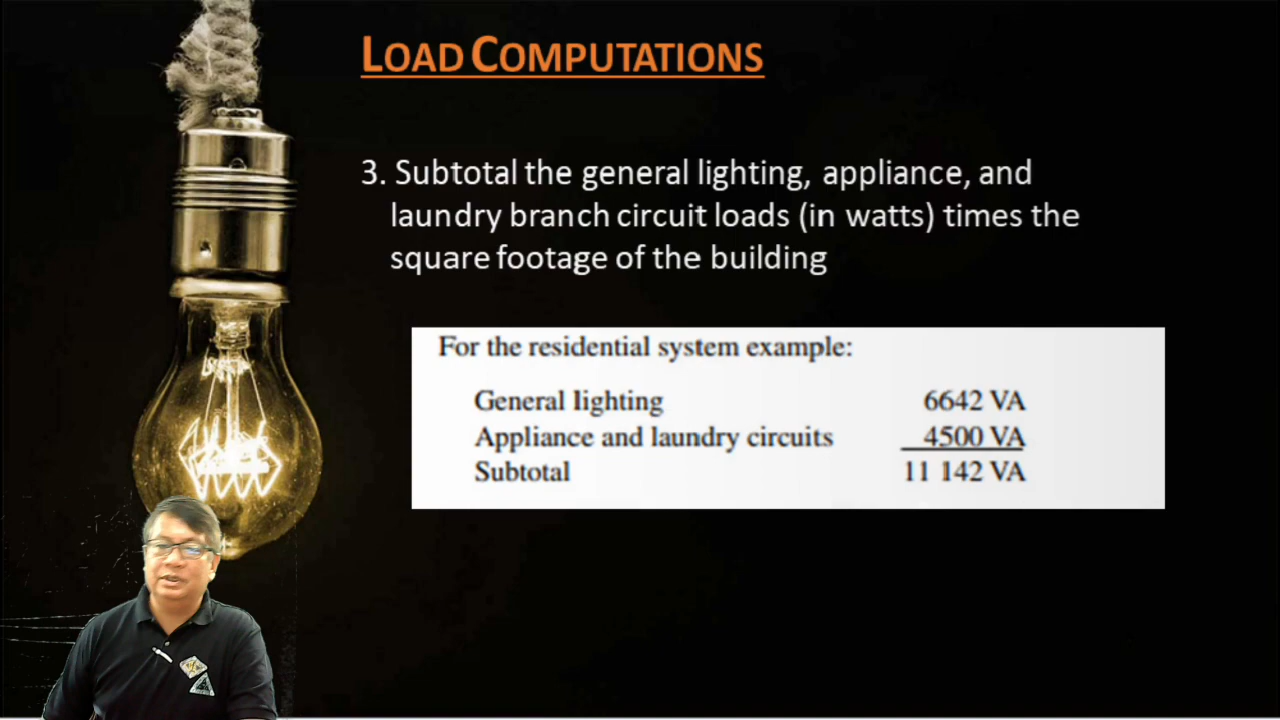 LOAD COMPUTATIONS
3. Subtotal the general lighting, appliance, and
laundry branch circuit loads (in watts) times the
square footage of the building
For the residential system example:
General lighting 6642 VA
Appliance and laundry circuits 4500 VA
Subtotal 11 142 VA